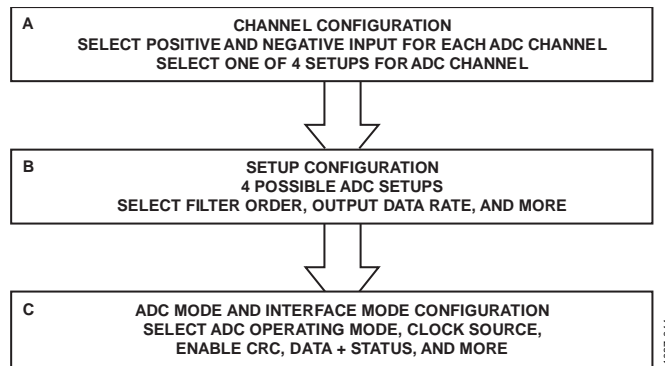 A
CHANNEL CONFIGURATION
SELECT POSITIVE AND NEGATIVE INPUT FOR EACH ADC CHANNEL
SELECT ONE OF 4 SETUPS FOR ADC CHANNEL
B
SETUP CONFIGURATION
4 POSSIBLE ADC SETUPS
SELECT FILTER ORDER, OUTPUT DATA RATE, AND MORE
C
ADC MODE AND INTERFACE MODE CONFIGURATION
SELECT ADC OPERATING MODE, CLOCK SOURCE,
ENABLE CRC, DATA + STATUS, AND MORE